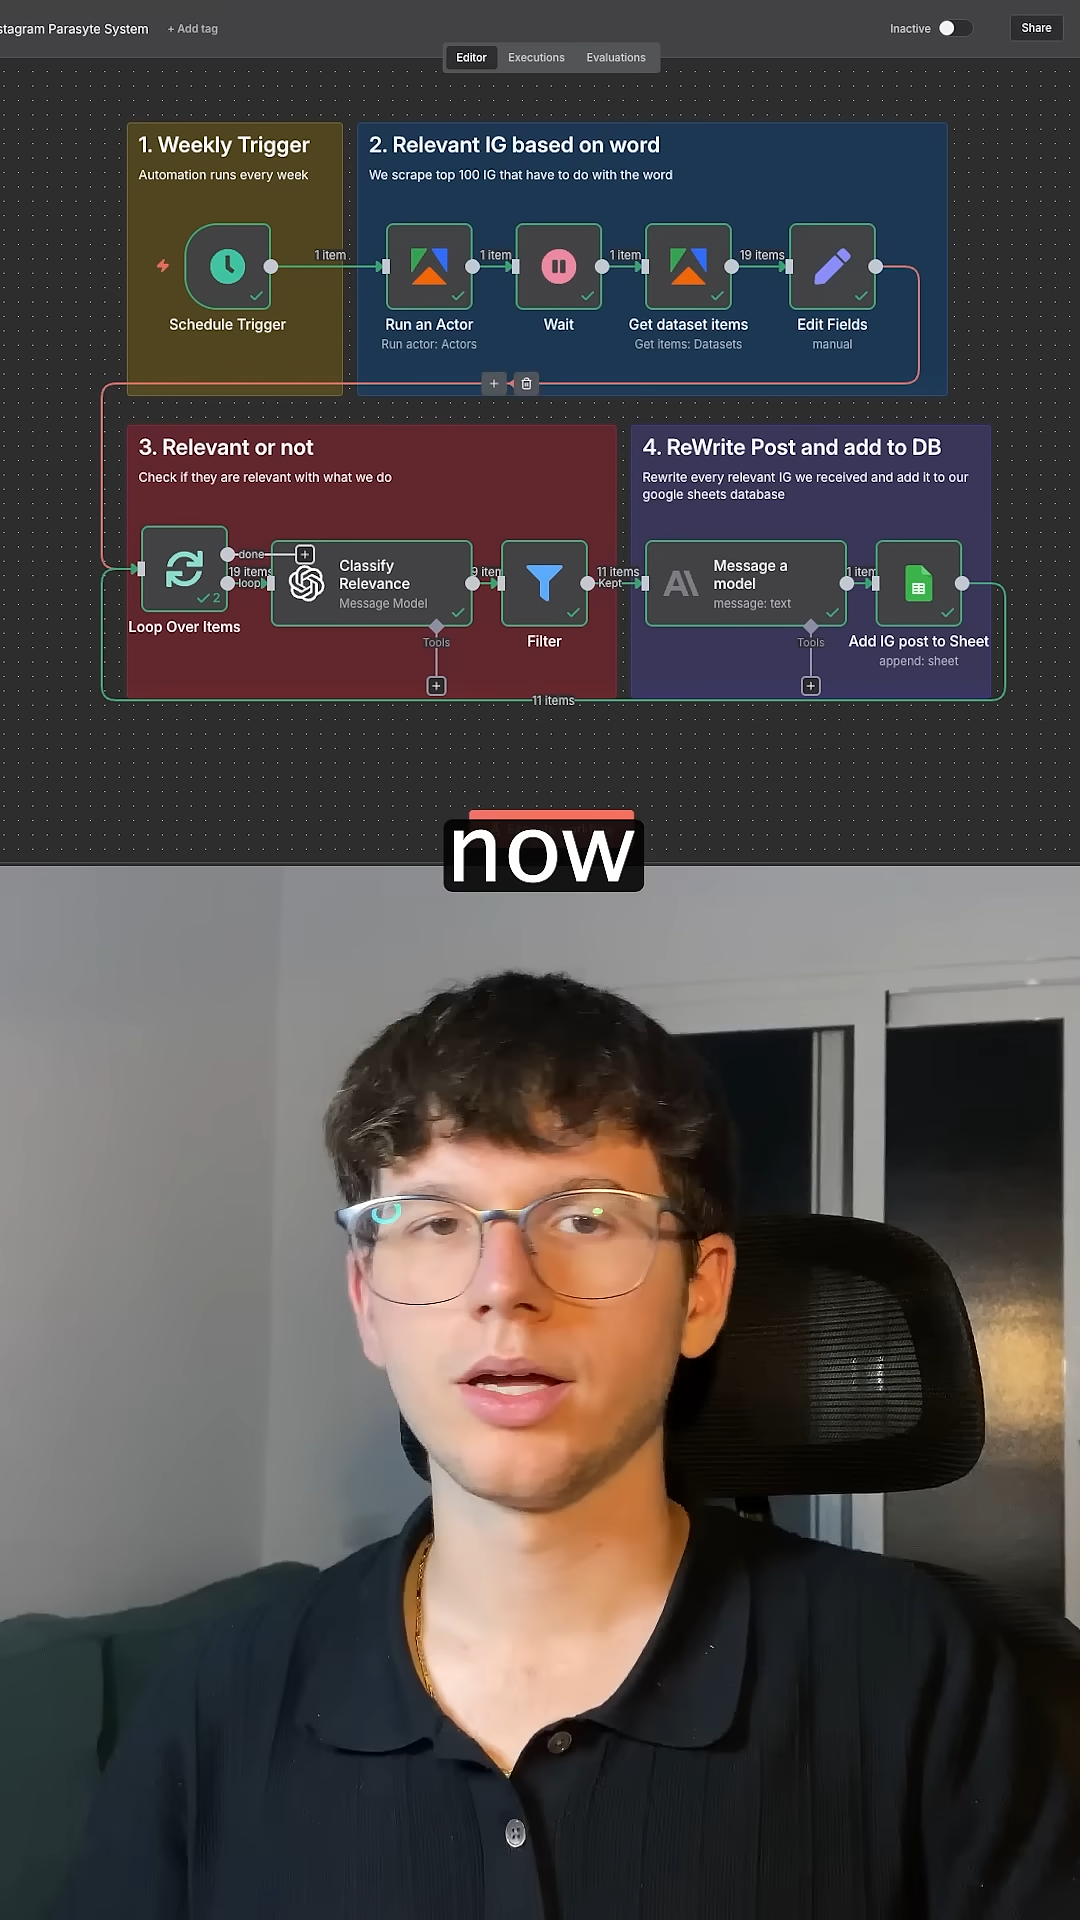 stagram Parasyte System
+ Add tag
Inactive
Share
Editor
Executions
Evaluations
1. Weekly Trigger
Automation runs every week
2. Relevant IG based on word
We scrape top 100 IG that have to do with the word
1 item
1 item
1 item
19 items
Schedule Trigger
Run an Actor
Run actor: Actors
Wait
Get dataset items
Get items: Datasets
Edit Fields
manual
3. Relevant or not
Check if they are relevant with what we do
4. ReWrite Post and add to DB
Rewrite every relevant IG we received and add it to our
google sheets database
done
19 items
loop
2
Loop Over Items
Classify
Relevance
Message Model
Tools
9 item
Filter
11 items
Kept
Message a
model
message: text
Tools
1 item
Add IG post to Sheet
append: sheet
11 items
now